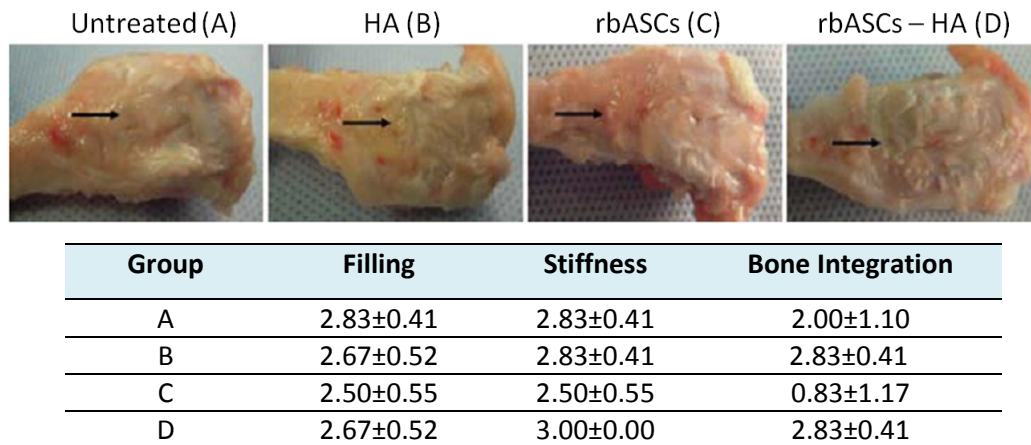 Untreated (A) HA (B) rbASCs (C) rbASCs – HA (D)
Group Filling Stiffness Bone Integration
A 2.83±0.41 2.83±0.41 2.00±1.10
B 2.67±0.52 2.83±0.41 2.83±0.41
C 2.50±0.55 2.50±0.55 0.83±1.17
D 2.67±0.52 3.00±0.00 2.83±0.41